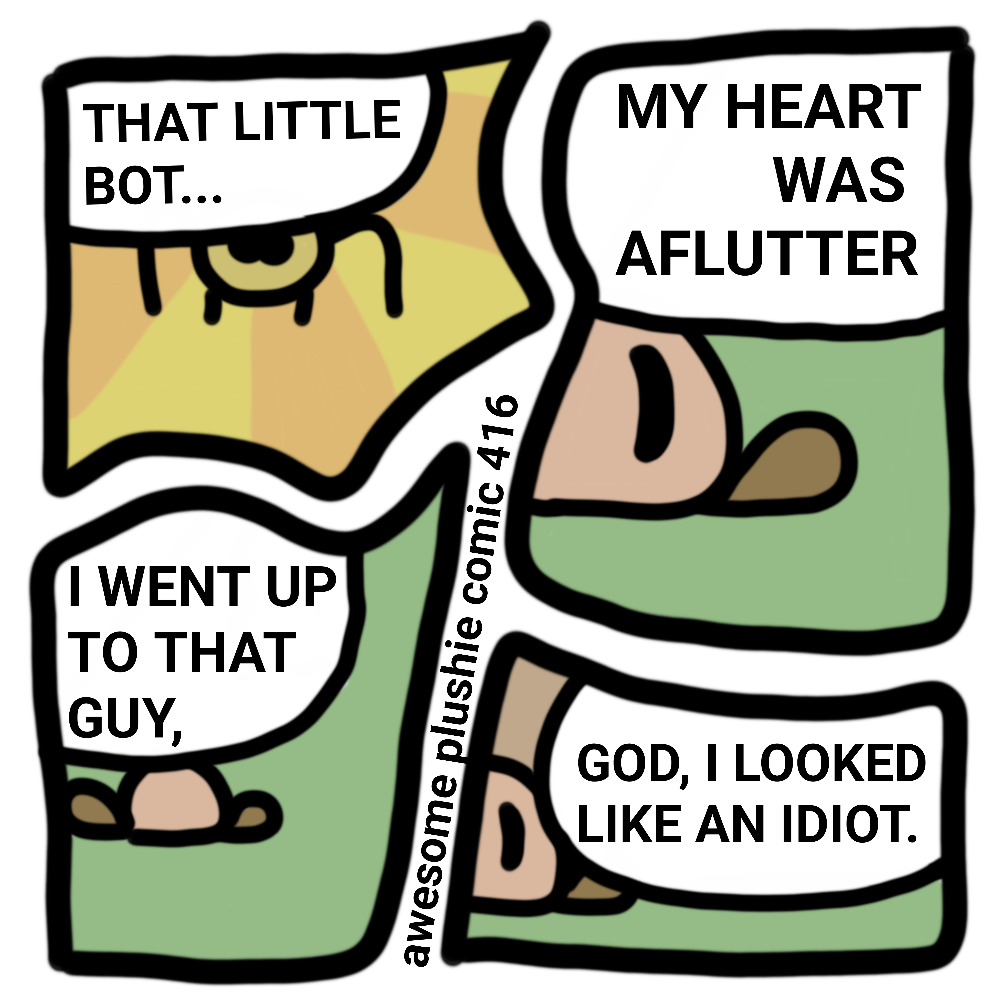 THAT LITTLE
BOT...
MY HEART
WAS
AFLUTTER
I WENT UP
TO THAT
GUY,
GOD, I LOOKED
LIKE AN IDIOT.
awesome plushie comic 416